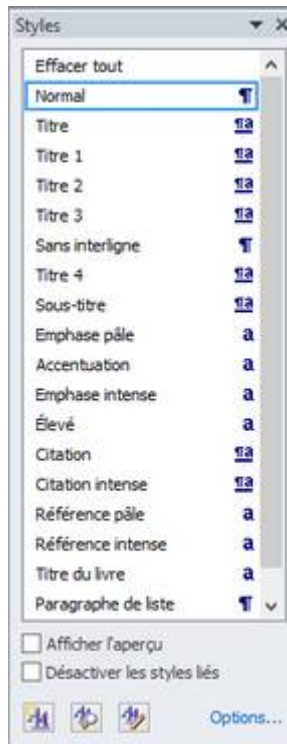 Styles
Effacer tout
Normal ¶
Titre ¶a
Titre 1 ¶a
Titre 2 ¶a
Titre 3 ¶a
Sans interligne ¶
Titre 4 ¶a
Sous-titre ¶a
Emphase pâle a
Accentuation a
Emphase intense a
Élevé a
Citation ¶a
Citation intense ¶a
Référence pâle a
Référence intense a
Titre du livre a
Paragraphe de liste ¶
Afficher l'aperçu
Désactiver les styles liés
Options...